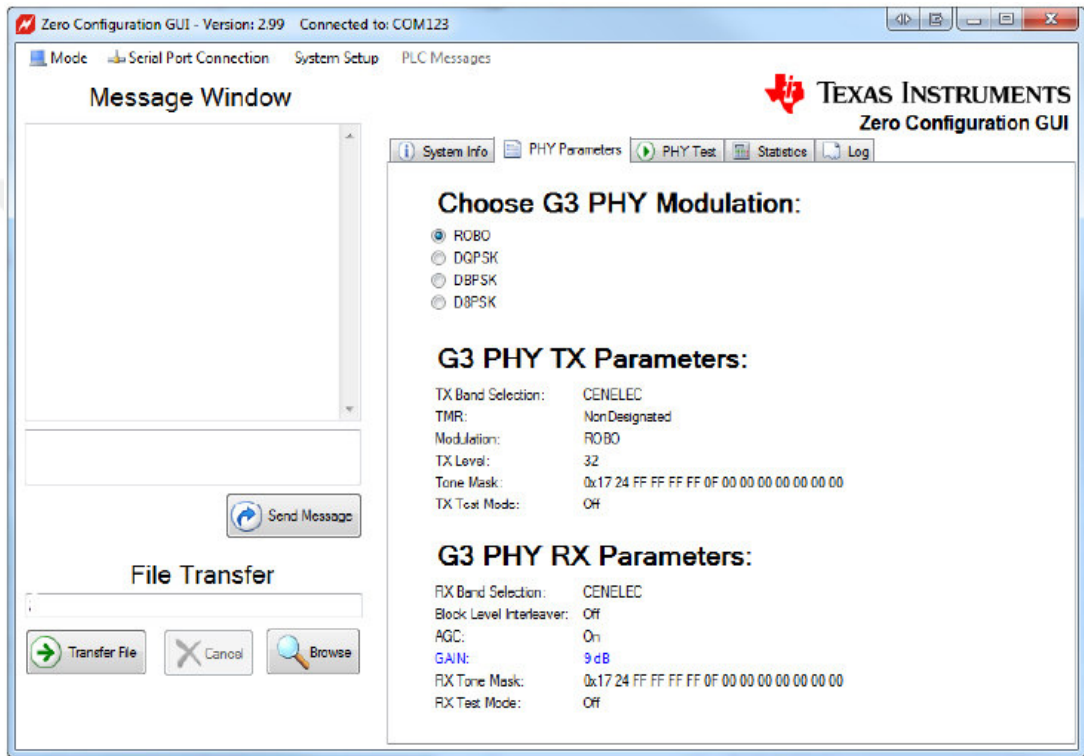 Zero Configuration GUI - Version: 2.99 Connected to: COM123
Mode Serial Port Connection System Setup PLC Messages
Message Window
TEXAS INSTRUMENTS
Zero Configuration GUI
System Info PHY Parameters PHY Test Statistics Log
Choose G3 PHY Modulation:
ROBO
DQPSK
DBPSK
D8PSK
G3 PHY TX Parameters:
TX Band Selection: CENELEC
TMR: NonDesignated
Modulation: ROBO
TX Level: 32
Tone Mask: 0x17 24 FF FF FF FF 0F 00 00 00 00 00 00 00
TX Test Mode: Off
Send Message
G3 PHY RX Parameters:
File Transfer
RX Band Selection: CENELEC
Block Level Interleaver: Off
AGC: On
GAIN: 9 dB
RX Tone Mask: 0x17 24 FF FF FF FF 0F 00 00 00 00 00 00 00
RX Test Mode: Off
Transfer File Cancel Browse